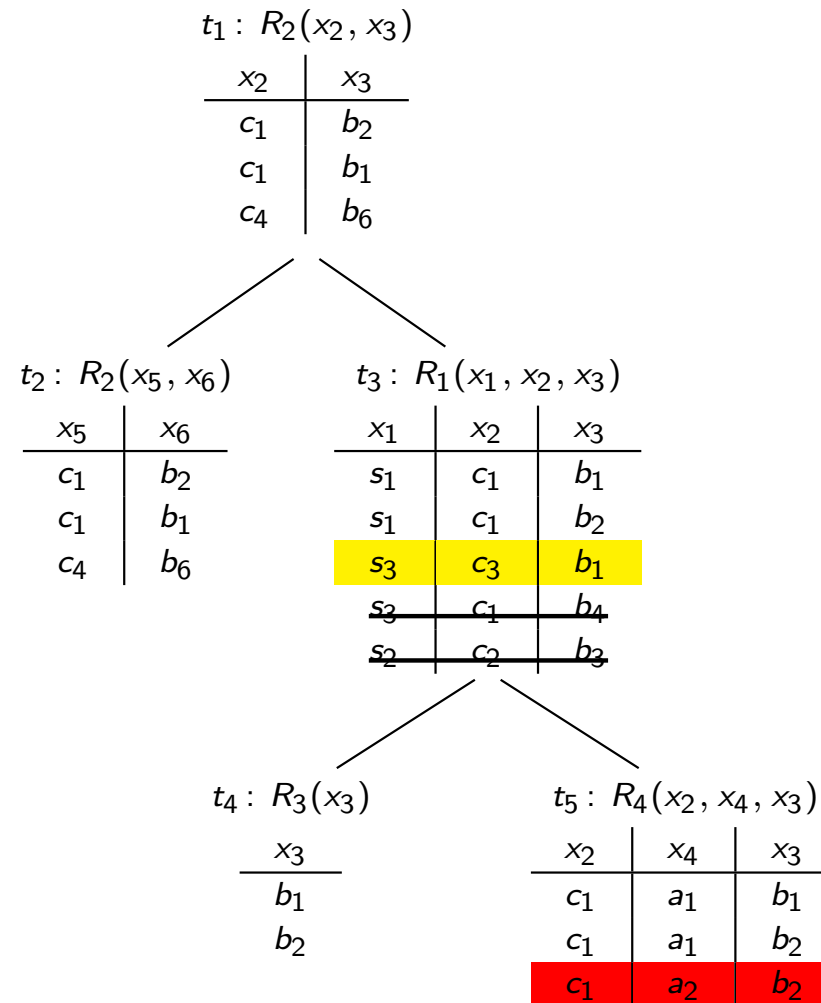 t₁ : R₂(x₂, x₃)
x₂ x₃
c₁ b₂
c₁ b₁
c₄ b₆
t₂ : R₂(x₅, x₆)
x₅ x₆
c₁ b₂
c₁ b₁
c₄ b₆
t₃ : R₁(x₁, x₂, x₃)
x₁ x₂ x₃
s₁ c₁ b₁
s₁ c₁ b₂
s₃ c₃ b₁
s₃ c₁ b₄
s₂ c₂ b₃
t₄ : R₃(x₃)
x₃
b₁
b₂
t₅ : R₄(x₂, x₄, x₃)
x₂ x₄ x₃
c₁ a₁ b₁
c₁ a₁ b₂
c₁ a₂ b₂